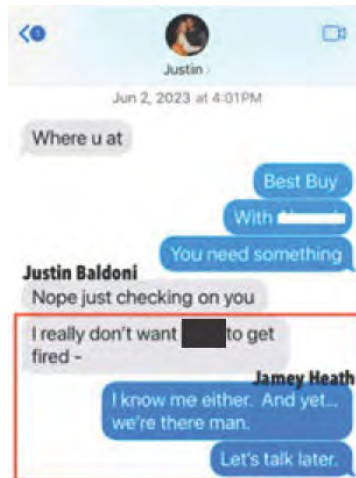 1
Justin
Jun 2, 2023 at 4:01PM
Where u at
Best Buy
With
You need something
Justin Baldoni
Nope just checking on you
I really don't want to get
fired -
Jamey Heath
I know me either. And yet...
we're there man.
Let's talk later.